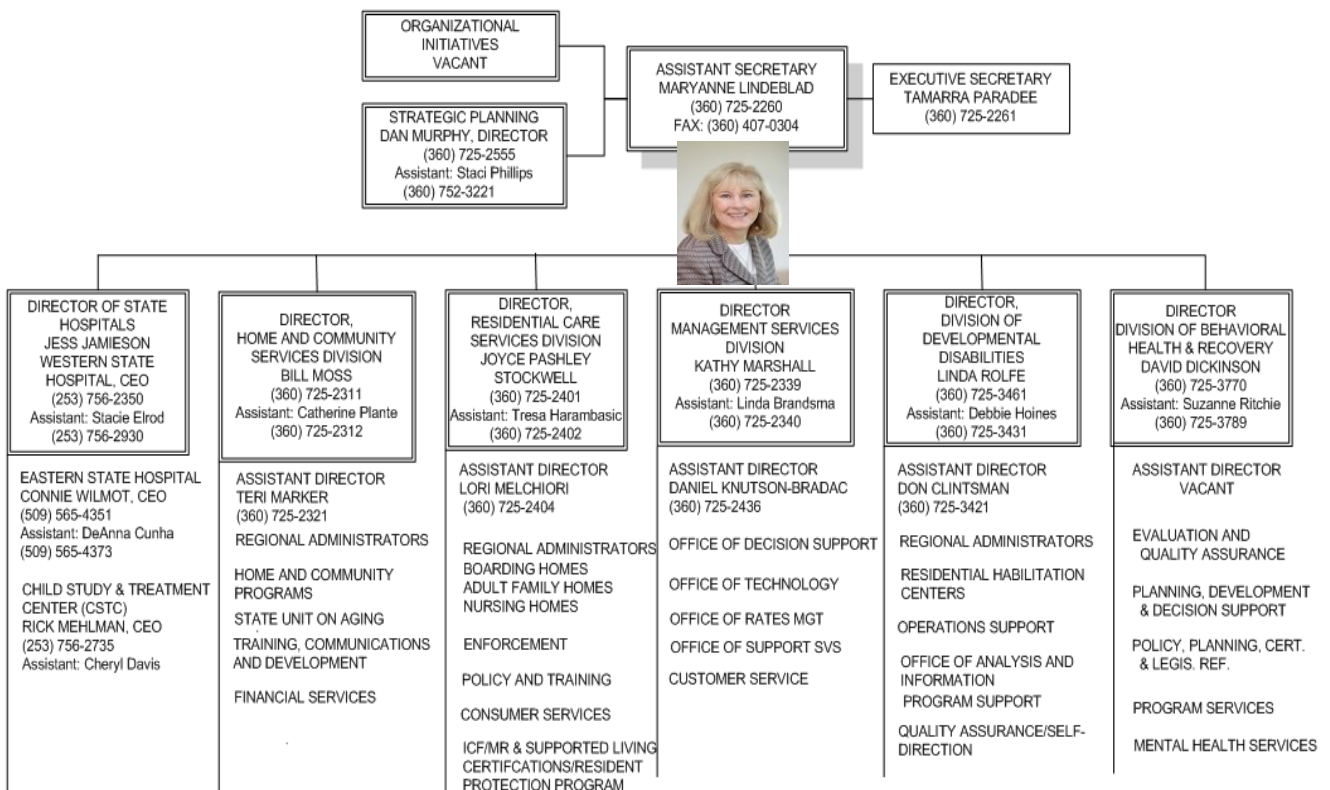 ORGANIZATIONAL
INITIATIVES
VACANT
STRATEGIC PLANNING
DAN MURPHY, DIRECTOR
(360) 725-2555
Assistant: Staci Phillips
(360) 752-3221
ASSISTANT SECRETARY
MARYANNE LINDEBLAD
(360) 725-2260
FAX: (360) 407-0304
EXECUTIVE SECRETARY
TAMARRA PARADEE
(360) 725-2261
DIRECTOR OF STATE
HOSPITALS
JESS JAMIESON
WESTERN STATE
HOSPITAL, CEO
(253) 756-2350
Assistant: Stacie Elrod
(253) 756-2930
EASTERN STATE HOSPITAL
CONNIE WILMOT, CEO
(509) 565-4351
Assistant: DeAnna Cunha
(509) 565-4373
CHILD STUDY & TREATMENT
CENTER (CSTC)
RICK MEHLMAN, CEO
(253) 756-2735
Assistant: Cheryl Davis
DIRECTOR,
HOME AND COMMUNITY
SERVICES DIVISION
BILL MOSS
(360) 725-2311
Assistant: Catherine Plante
(360) 725-2312
ASSISTANT DIRECTOR
TERI MARKER
(360) 725-2321
REGIONAL ADMINISTRATORS
HOME AND COMMUNITY
PROGRAMS
STATE UNIT ON AGING
TRAINING, COMMUNICATIONS
AND DEVELOPMENT
FINANCIAL SERVICES
DIRECTOR,
RESIDENTIAL CARE
SERVICES DIVISION
JOYCE PASHLEY
STOCKWELL
(360) 725-2401
Assistant: Tresa Harambasic
(360) 725-2402
ASSISTANT DIRECTOR
LORI MELCHIORI
(360) 725-2404
REGIONAL ADMINISTRATORS
BOARDING HOMES
ADULT FAMILY HOMES
NURSING HOMES
ENFORCEMENT
POLICY AND TRAINING
CONSUMER SERVICES
ICF/MR & SUPPORTED LIVING
CERTIFCATIONS/RESIDENT
PROTECTION PROGRAM
DIRECTOR
MANAGEMENT SERVICES
DIVISION
KATHY MARSHALL
(360) 725-2339
Assistant: Linda Brandsma
(360) 725-2340
ASSISTANT DIRECTOR
DANIEL KNUTSON-BRADAC
(360) 725-2436
OFFICE OF DECISION SUPPORT
OFFICE OF TECHNOLOGY
OFFICE OF RATES MGT
OFFICE OF SUPPORT SVS
CUSTOMER SERVICE
DIRECTOR,
DIVISION OF
DEVELOPMENTAL
DISABILITIES
LINDA ROLFE
(360) 725-3461
Assistant: Debbie Hoines
(360) 725-3431
ASSISTANT DIRECTOR
DON CLINTSMAN
(360) 725-3421
REGIONAL ADMINISTRATORS
RESIDENTIAL HABILITATION
CENTERS
OPERATIONS SUPPORT
OFFICE OF ANALYSIS AND
INFORMATION
PROGRAM SUPPORT
QUALITY ASSURANCE/SELF-
DIRECTION
DIRECTOR
DIVISION OF BEHAVIORAL
HEALTH & RECOVERY
DAVID DICKINSON
(360) 725-3770
Assistant: Suzanne Ritchie
(360) 725-3789
ASSISTANT DIRECTOR
VACANT
EVALUATION AND
QUALITY ASSURANCE
PLANNING, DEVELOPMENT
& DECISION SUPPORT
POLICY, PLANNING, CERT.
& LEGIS. REF.
PROGRAM SERVICES
MENTAL HEALTH SERVICES